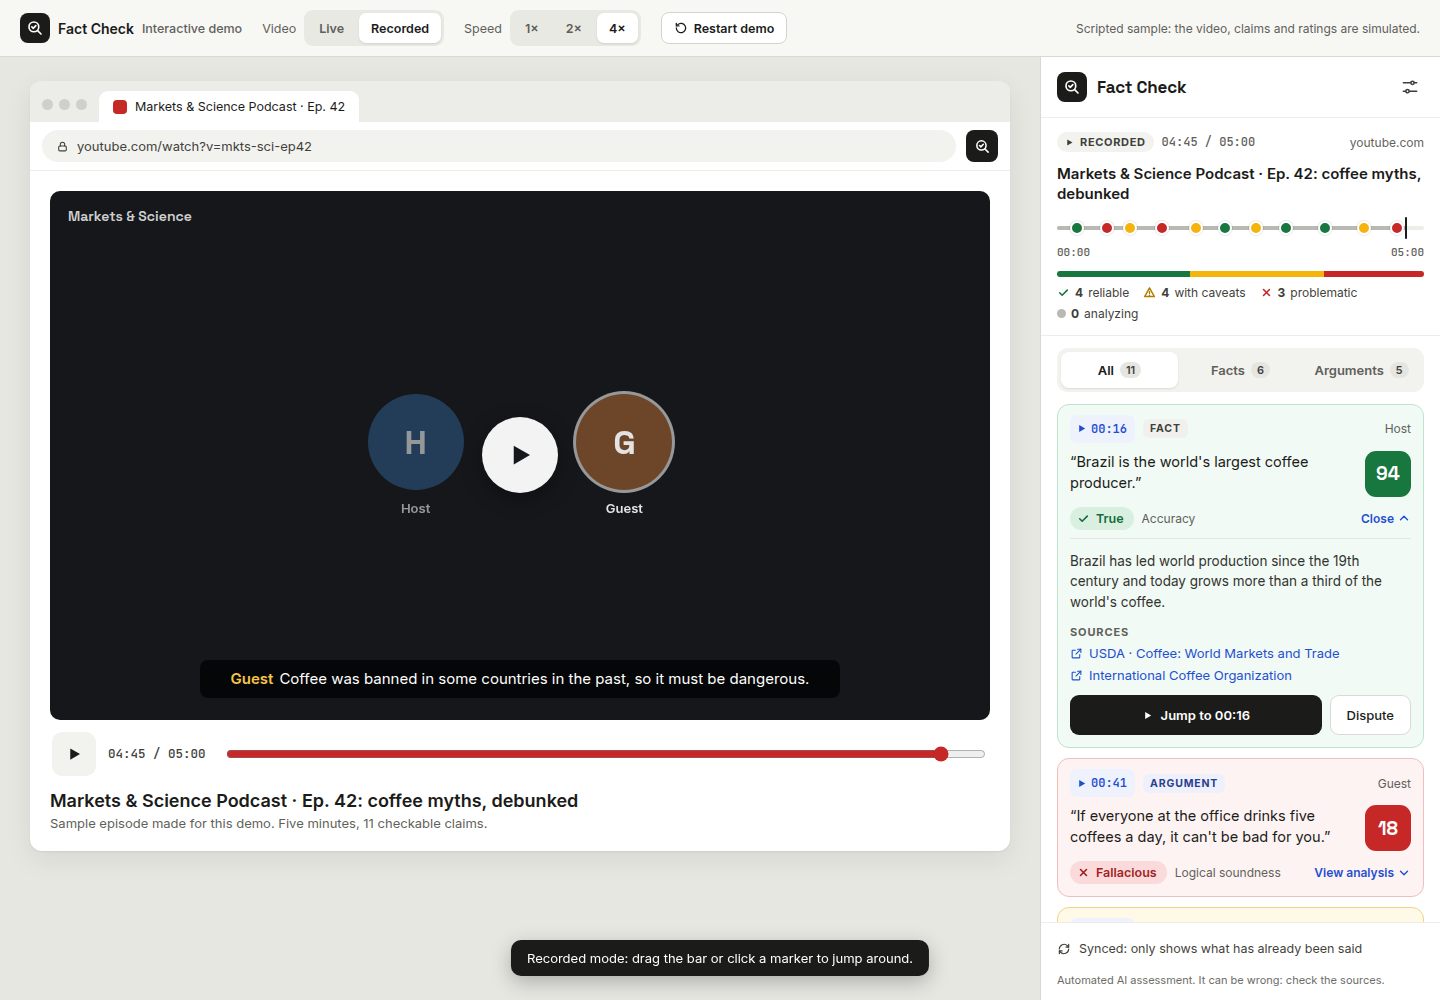 Fact Check Interactive demo Video Live Recorded Speed 1× 2× 4× Restart demo Scripted sample: the video, claims and ratings are simulated.
Markets & Science Podcast · Ep. 42
youtube.com/watch?v=mkts-sci-ep42
Markets & Science
H G
Host Guest
Guest Coffee was banned in some countries in the past, so it must be dangerous.
04:45 / 05:00
Markets & Science Podcast · Ep. 42: coffee myths, debunked
Sample episode made for this demo. Five minutes, 11 checkable claims.
Recorded mode: drag the bar or click a marker to jump around.
Fact Check
RECORDED 04:45 / 05:00 youtube.com
Markets & Science Podcast · Ep. 42: coffee myths,
debunked
00:00 05:00
4 reliable 4 with caveats 3 problematic
0 analyzing
All 11 Facts 6 Arguments 5
00:16 FACT Host
“Brazil is the world's largest coffee
producer.”
94
True Accuracy Close
Brazil has led world production since the 19th
century and today grows more than a third of the
world's coffee.
SOURCES
USDA · Coffee: World Markets and Trade
International Coffee Organization
Jump to 00:16 Dispute
00:41 ARGUMENT Guest
“If everyone at the office drinks five
coffees a day, it can't be bad for you.”
18
Fallacious Logical soundness View analysis
Synced: only shows what has already been said
Automated AI assessment. It can be wrong: check the sources.